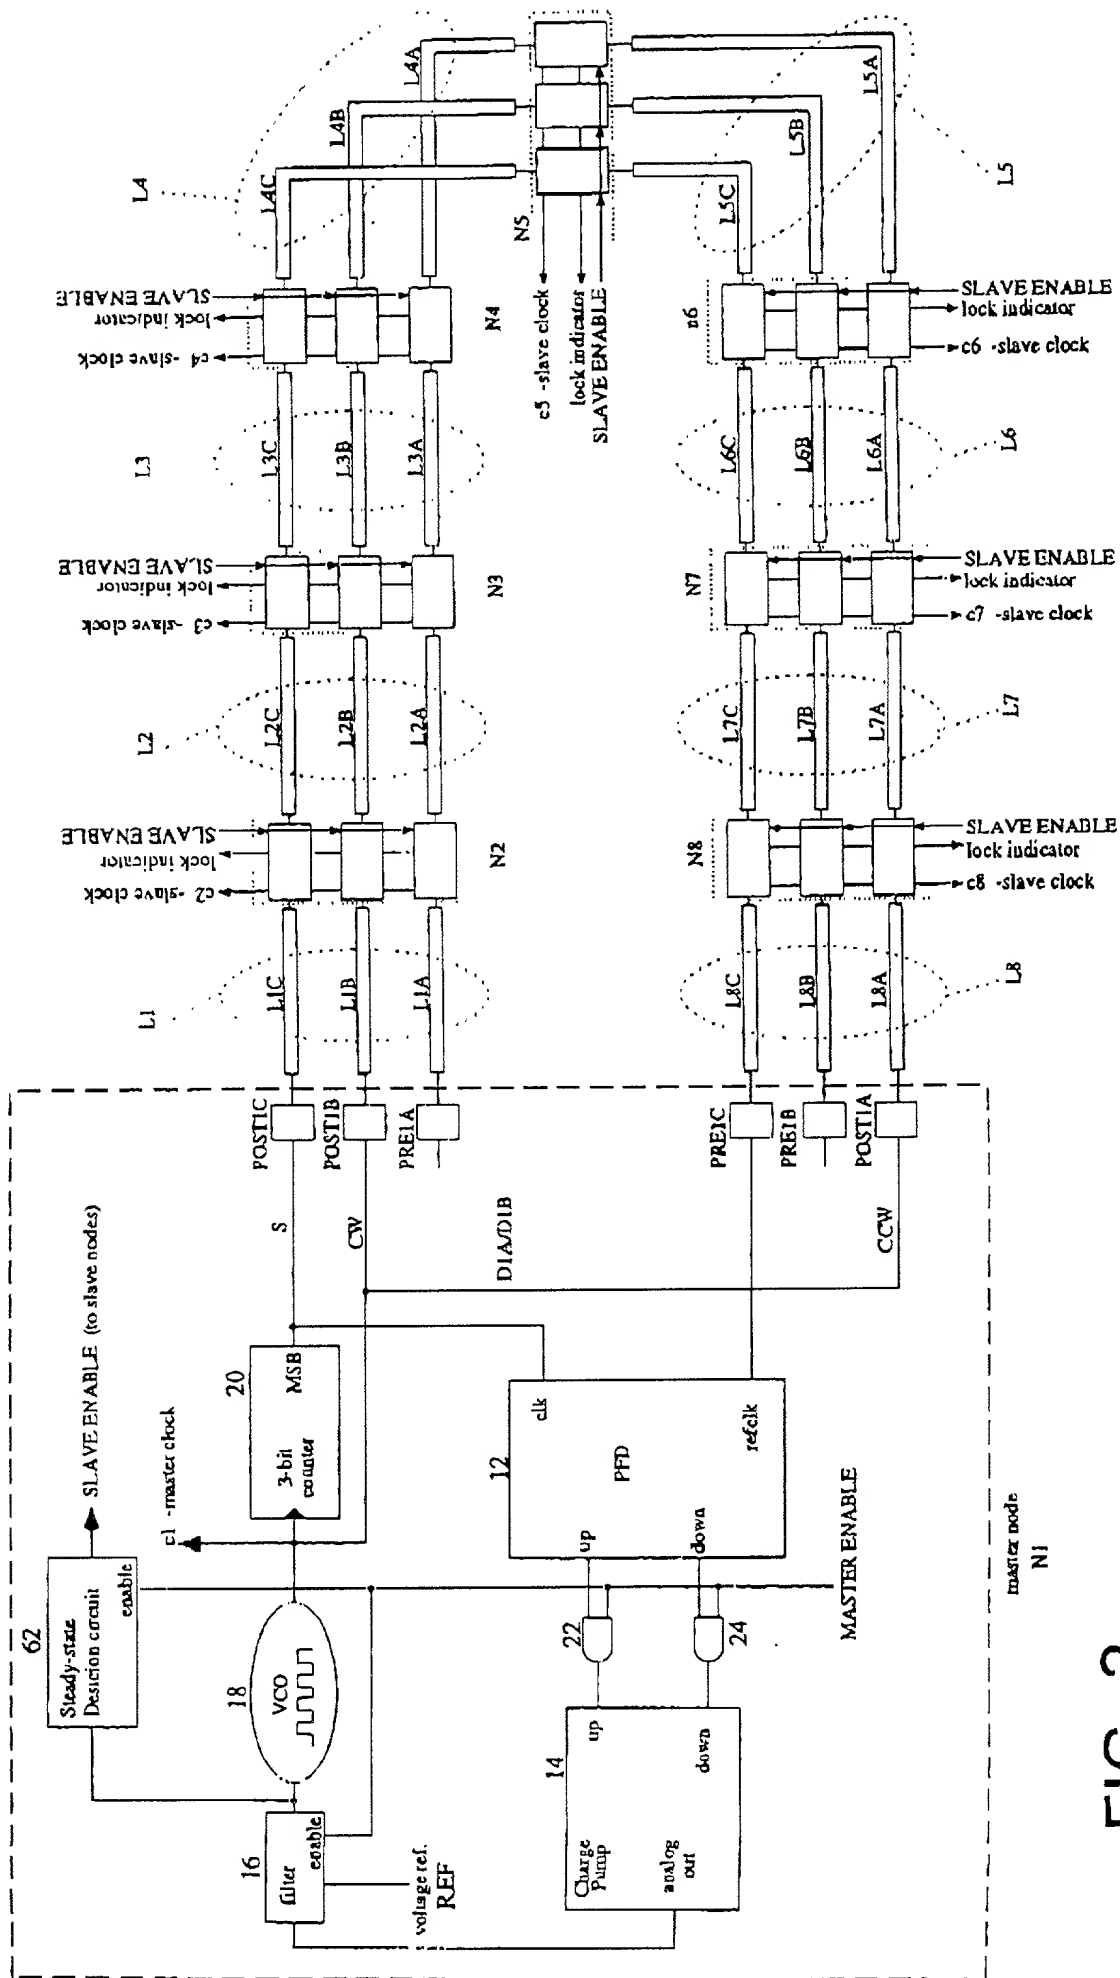 62
Steady-state
Desicion circuit
enable
SLAVE ENABLE (to slave nodes)
c1 -master clock
16
filter
enable
voltage ref.
REF
18
VCO
20
3-bit
counter
MSB
S
CW
D1A/D1B
CCW
14
Charge
Pump
analog
out
up
down
22
24
MASTER ENABLE
12
PFD
up
down
clk
refclk
POST1C
POST1B
PRE1A
PRE1C
PRE1B
POST1A
master node
N1
L1
L1C
L1B
L1A
c2 -slave clock
lock indicator
SLAVE ENABLE
N2
L2
L2C
L2B
L2A
c3 -slave clock
lock indicator
SLAVE ENABLE
N3
L3
L3C
L3B
L3A
c4 -slave clock
lock indicator
SLAVE ENABLE
N4
L4
L4C
L4B
L4A
N5
c5 -slave clock
lock indicator
SLAVE ENABLE
L5C
L5B
L5A
L5
n6
SLAVE ENABLE
lock indicator
c6 -slave clock
L6C
L6B
L6A
L6
N7
SLAVE ENABLE
lock indicator
c7 -slave clock
L7C
L7B
L7A
L7
N8
SLAVE ENABLE
lock indicator
c8 -slave clock
L8C
L8B
L8A
L8